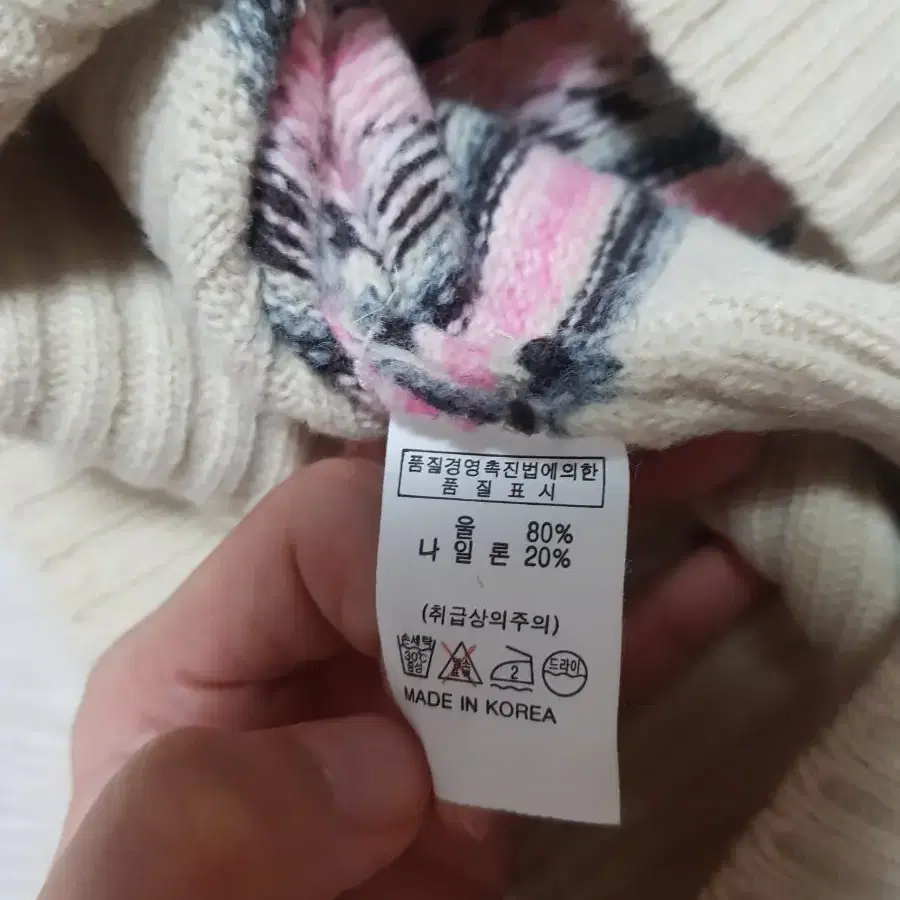 품질경영촉진법에의한
품 질 표 시
울 80%
나 일 론 20%
(취급상의주의)
손세탁
30℃
중성
염소
표백
2
드라이
MADE IN KOREA